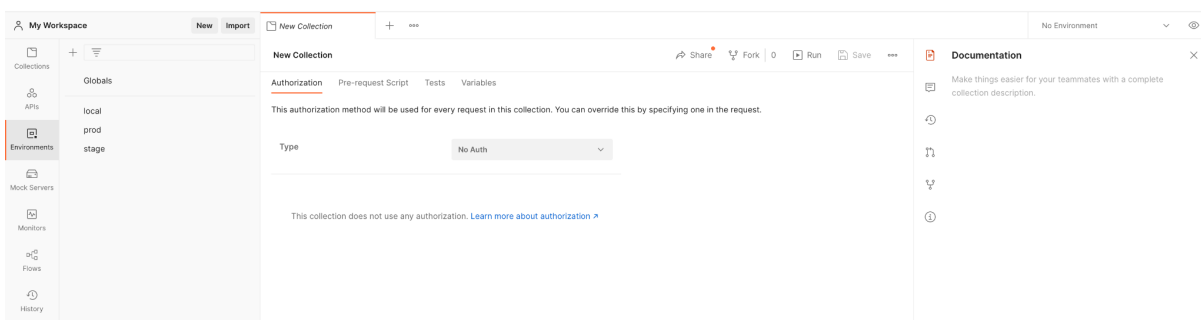 My Workspace
New
Import
New Collection
No Environment
Collections
APIs
Environments
Mock Servers
Monitors
Flows
History
Globals
local
prod
stage
New Collection
Share
Fork
0
Run
Save
Authorization
Pre-request Script
Tests
Variables
This authorization method will be used for every request in this collection. You can override this by specifying one in the request.
Type
No Auth
This collection does not use any authorization. Learn more about authorization ↗
Documentation
Make things easier for your teammates with a complete
collection description.